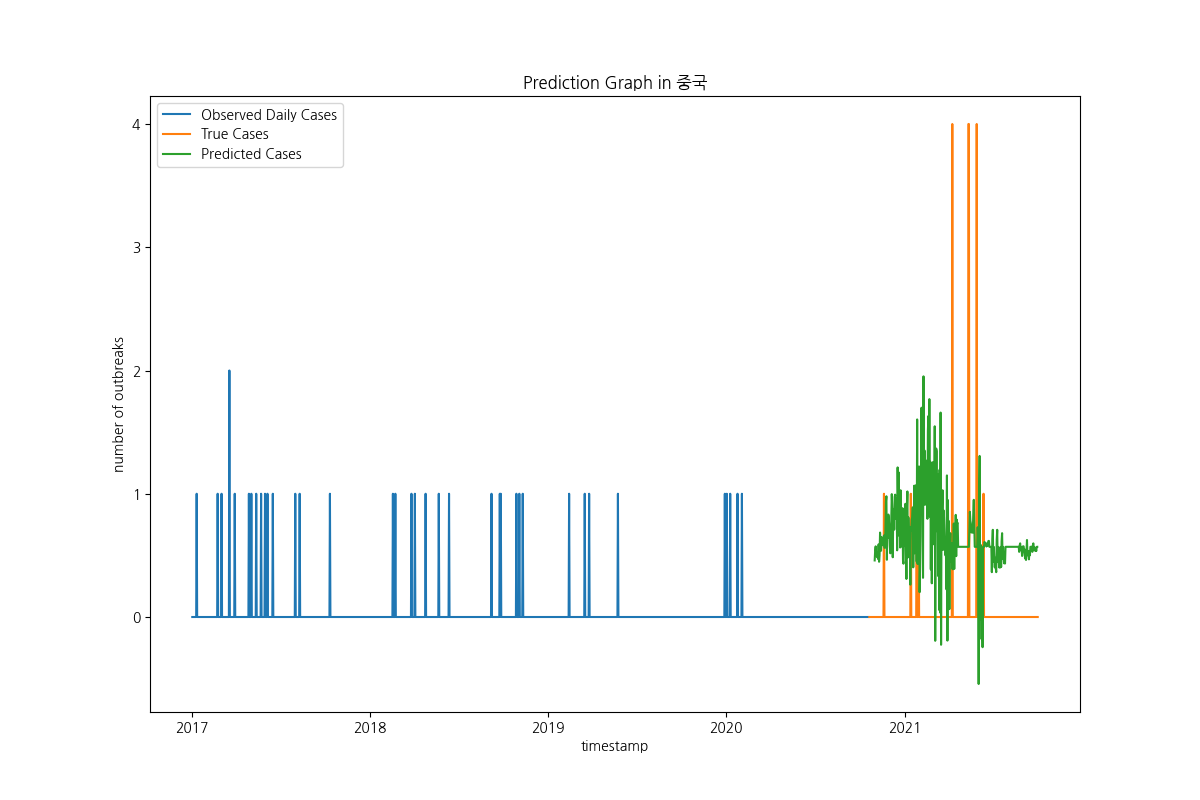 Prediction Graph in 중국
Observed Daily Cases
True Cases
Predicted Cases
4
3
2
1
0
number of outbreaks
2017 2018 2019 2020 2021
timestamp